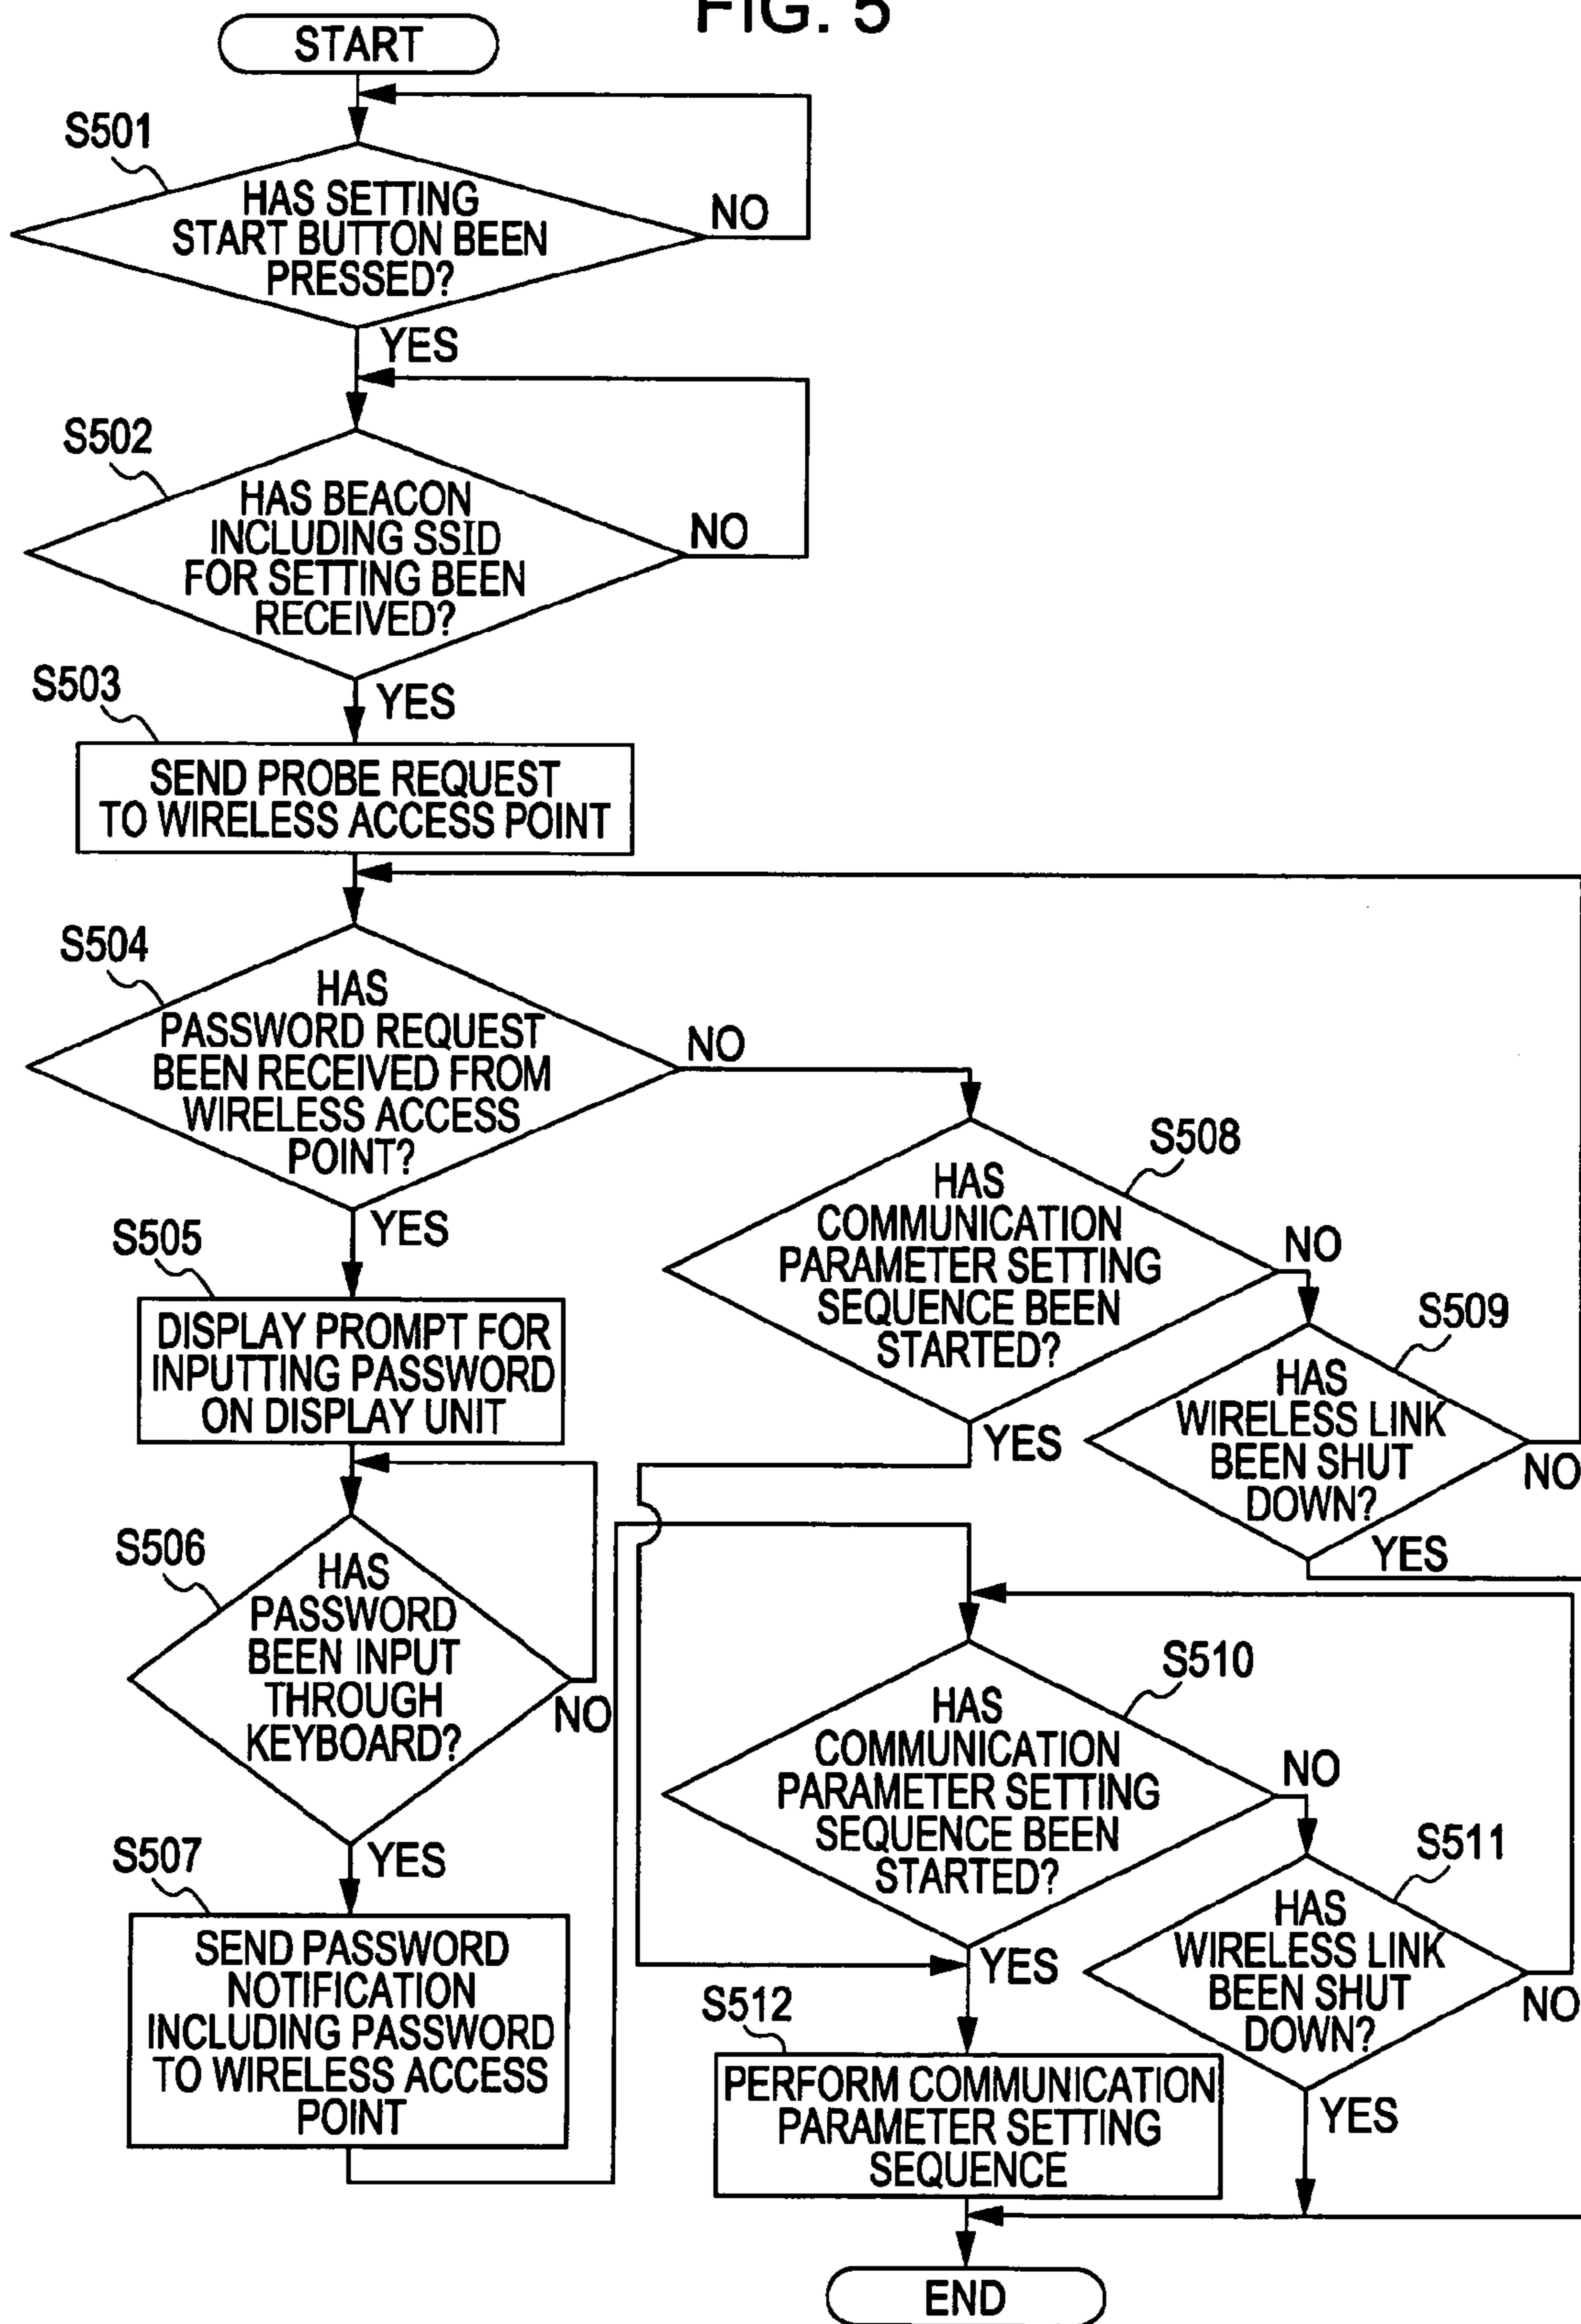 FIG. 5
START
S501
HAS SETTING
START BUTTON BEEN
PRESSED?
NO
YES
S502
HAS BEACON
INCLUDING SSID
FOR SETTING BEEN
RECEIVED?
NO
YES
S503
SEND PROBE REQUEST
TO WIRELESS ACCESS POINT
S504
HAS
PASSWORD REQUEST
BEEN RECEIVED FROM
WIRELESS ACCESS
POINT?
NO
YES
S505
DISPLAY PROMPT FOR
INPUTTING PASSWORD
ON DISPLAY UNIT
S506
HAS
PASSWORD
BEEN INPUT
THROUGH
KEYBOARD?
NO
YES
S507
SEND PASSWORD
NOTIFICATION
INCLUDING PASSWORD
TO WIRELESS ACCESS
POINT
S508
HAS
COMMUNICATION
PARAMETER SETTING
SEQUENCE BEEN
STARTED?
NO
YES
S509
HAS
WIRELESS LINK
BEEN SHUT
DOWN?
NO
YES
S510
HAS
COMMUNICATION
PARAMETER SETTING
SEQUENCE BEEN
STARTED?
NO
YES
S511
HAS
WIRELESS LINK
BEEN SHUT
DOWN?
NO
YES
S512
PERFORM COMMUNICATION
PARAMETER SETTING
SEQUENCE
END